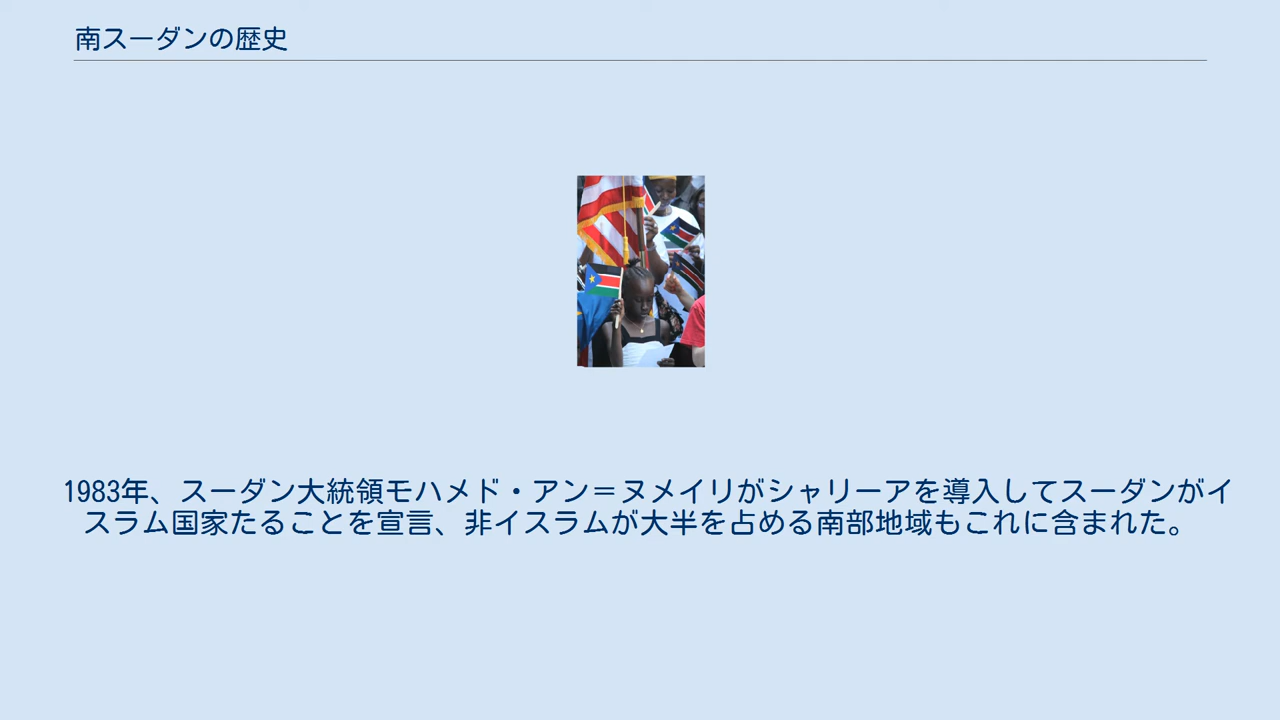 南スーダンの歴史
1983年、スーダン大統領モハメド・アン＝ヌメイリがシャリーアを導入してスーダンがイ
スラム国家たることを宣言、非イスラムが大半を占める南部地域もこれに含まれた。